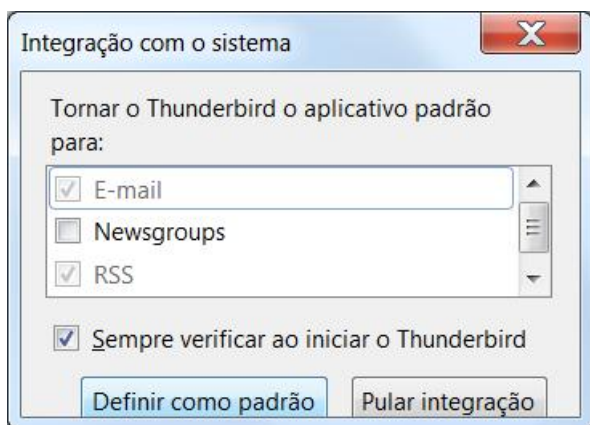 Integração com o sistema
Tornar o Thunderbird o aplicativo padrão
para:
E-mail
Newsgroups
RSS
Sempre verificar ao iniciar o Thunderbird
Definir como padrão Pular integração